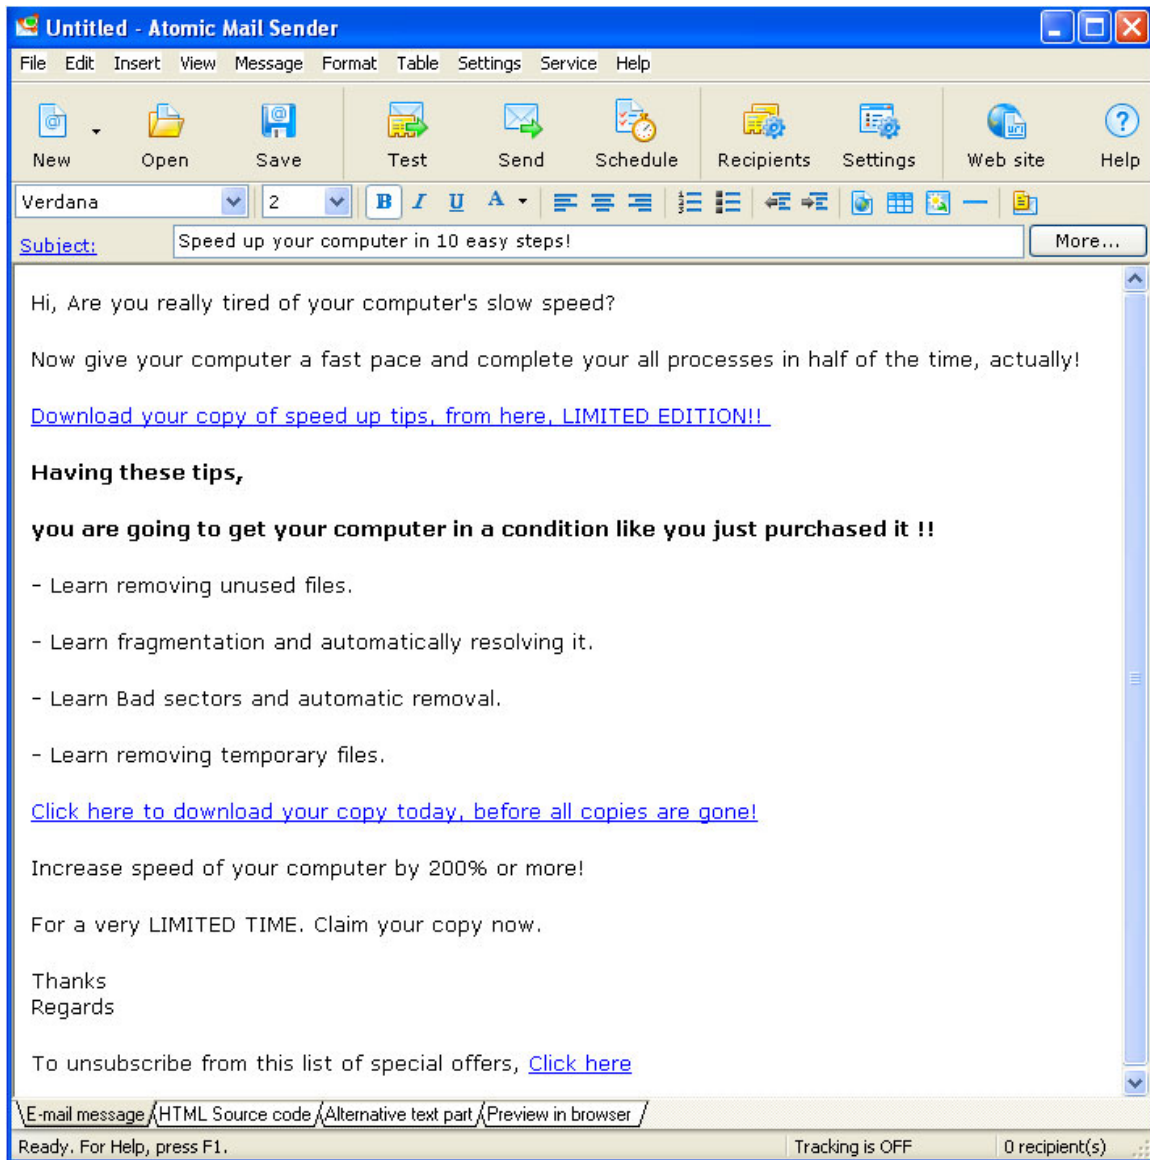 Untitled - Atomic Mail Sender
File Edit Insert View Message Format Table Settings Service Help
New Open Save Test Send Schedule Recipients Settings Web site Help
Verdana 2 B I U A
Subject: Speed up your computer in 10 easy steps! More...
Hi, Are you really tired of your computer's slow speed?
Now give your computer a fast pace and complete your all processes in half of the time, actually!
Download your copy of speed up tips, from here, LIMITED EDITION!!
Having these tips,
you are going to get your computer in a condition like you just purchased it !!
- Learn removing unused files.
- Learn fragmentation and automatically resolving it.
- Learn Bad sectors and automatic removal.
- Learn removing temporary files.
Click here to download your copy today, before all copies are gone!
Increase speed of your computer by 200% or more!
For a very LIMITED TIME. Claim your copy now.
Thanks
Regards
To unsubscribe from this list of special offers, Click here
E-mail message HTML Source code Alternative text part Preview in browser
Ready. For Help, press F1. Tracking is OFF 0 recipient(s)